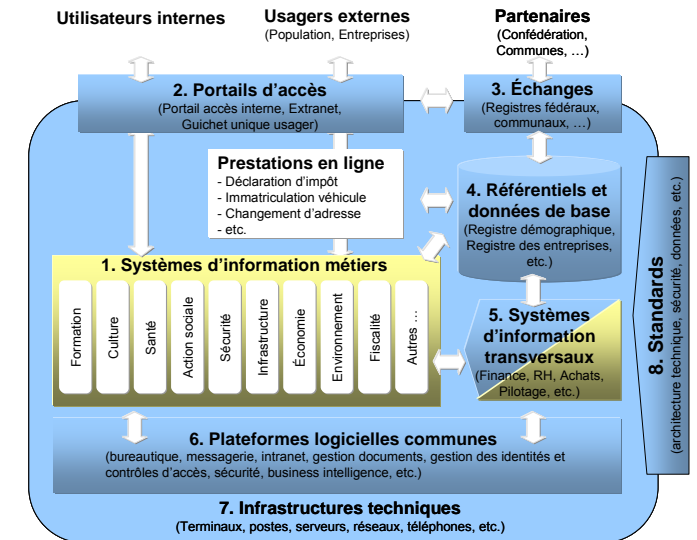 Utilisateurs internes
Usagers externes
(Population, Entreprises)
Partenaires
(Confédération,
Communes, …)
2. Portails d’accès
(Portail accès interne, Extranet,
Guichet unique usager)
3. Échanges
(Registres fédéraux,
communaux, …)
Prestations en ligne
- Déclaration d’impôt
- Immatriculation véhicule
- Changement d’adresse
- etc.
4. Référentiels et
données de base
(Registre démographique,
Registre des entreprises,
etc.)
1. Systèmes d’information métiers
Formation
Culture
Santé
Action sociale
Sécurité
Infrastructure
Économie
Environnement
Fiscalité
Autres …
5. Systèmes
d’information
transversaux
(Finance, RH, Achats,
Pilotage, etc.)
6. Plateformes logicielles communes
(bureautique, messagerie, intranet, gestion documents, gestion des identités et
contrôles d’accès, sécurité, business intelligence, etc.)
7. Infrastructures techniques
(Terminaux, postes, serveurs, réseaux, téléphones, etc.)
8. Standards
(architecture technique, sécurité, données, etc.)